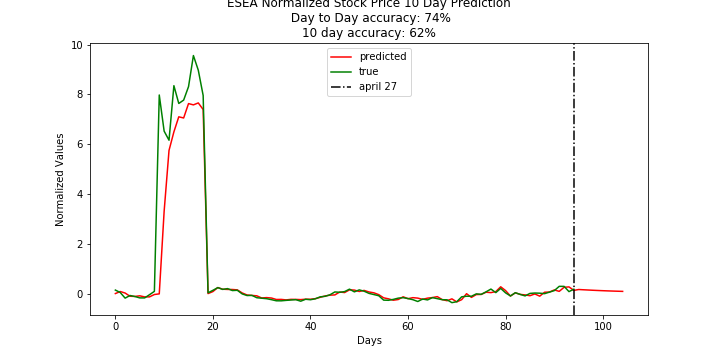 ESEA Normalized Stock Price 10 Day Prediction
Day to Day accuracy: 74%
10 day accuracy: 62%
predicted
true
april 27
Normalized Values
10
8
6
4
2
0
0 20 40 60 80 100
Days